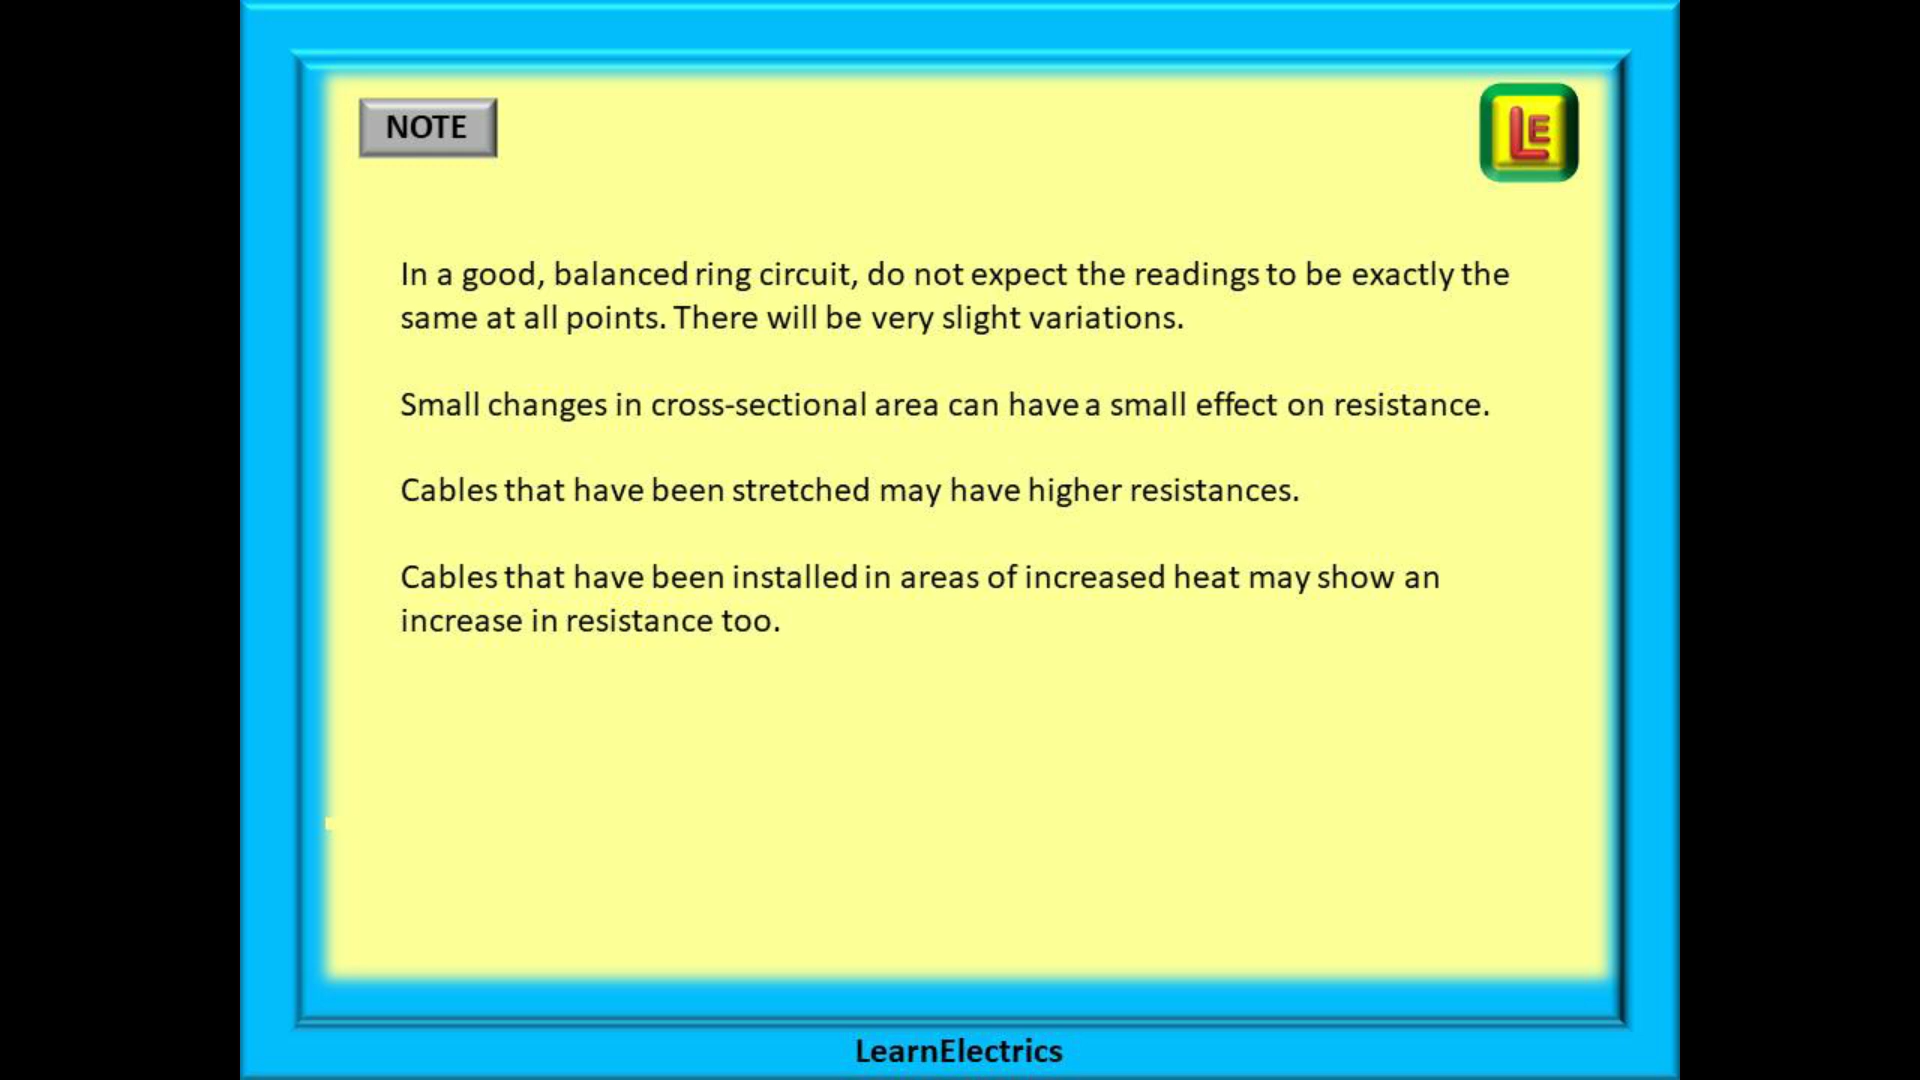 NOTE
LE
In a good, balanced ring circuit, do not expect the readings to be exactly the
same at all points. There will be very slight variations.
Small changes in cross-sectional area can have a small effect on resistance.
Cables that have been stretched may have higher resistances.
Cables that have been installed in areas of increased heat may show an
increase in resistance too.
LearnElectrics